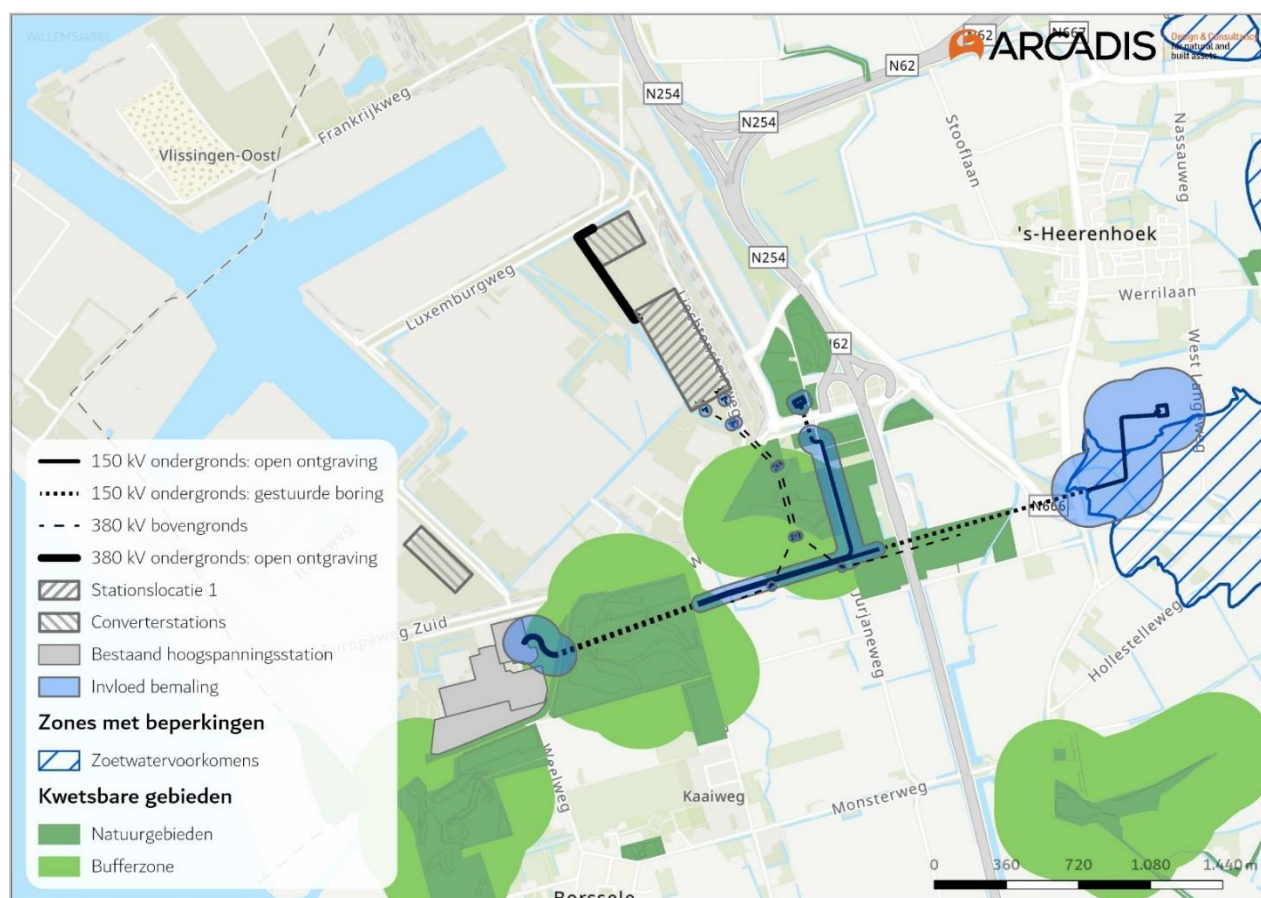 WILLEMSJ4866
N62
N667
ARCADIS
Design & Consultancy
for natural and
built assets
N62
N254
N254
Frankrijkweg
Vlissingen-Oost
Stooflaan
Nassauweg
's-Heerenhoek
N254
Luxemburgweg
Werrilaan
West Langeweg
N62
N666
Europaweg Zuid
Jurjaneweg
Hollestelleweg
Weelweg
Kaaiweg
Monsterweg
Borssele
150 kV ondergronds: open ontgraving
150 kV ondergronds: gestuurde boring
380 kV bovengronds
380 kV ondergronds: open ontgraving
Stationslocatie 1
Converterstations
Bestaand hoogspanningsstation
Invloed bemaling
Zones met beperkingen
Zoetwatervoorkomens
Kwetsbare gebieden
Natuurgebieden
Bufferzone
0 360 720 1.080 1.440 m